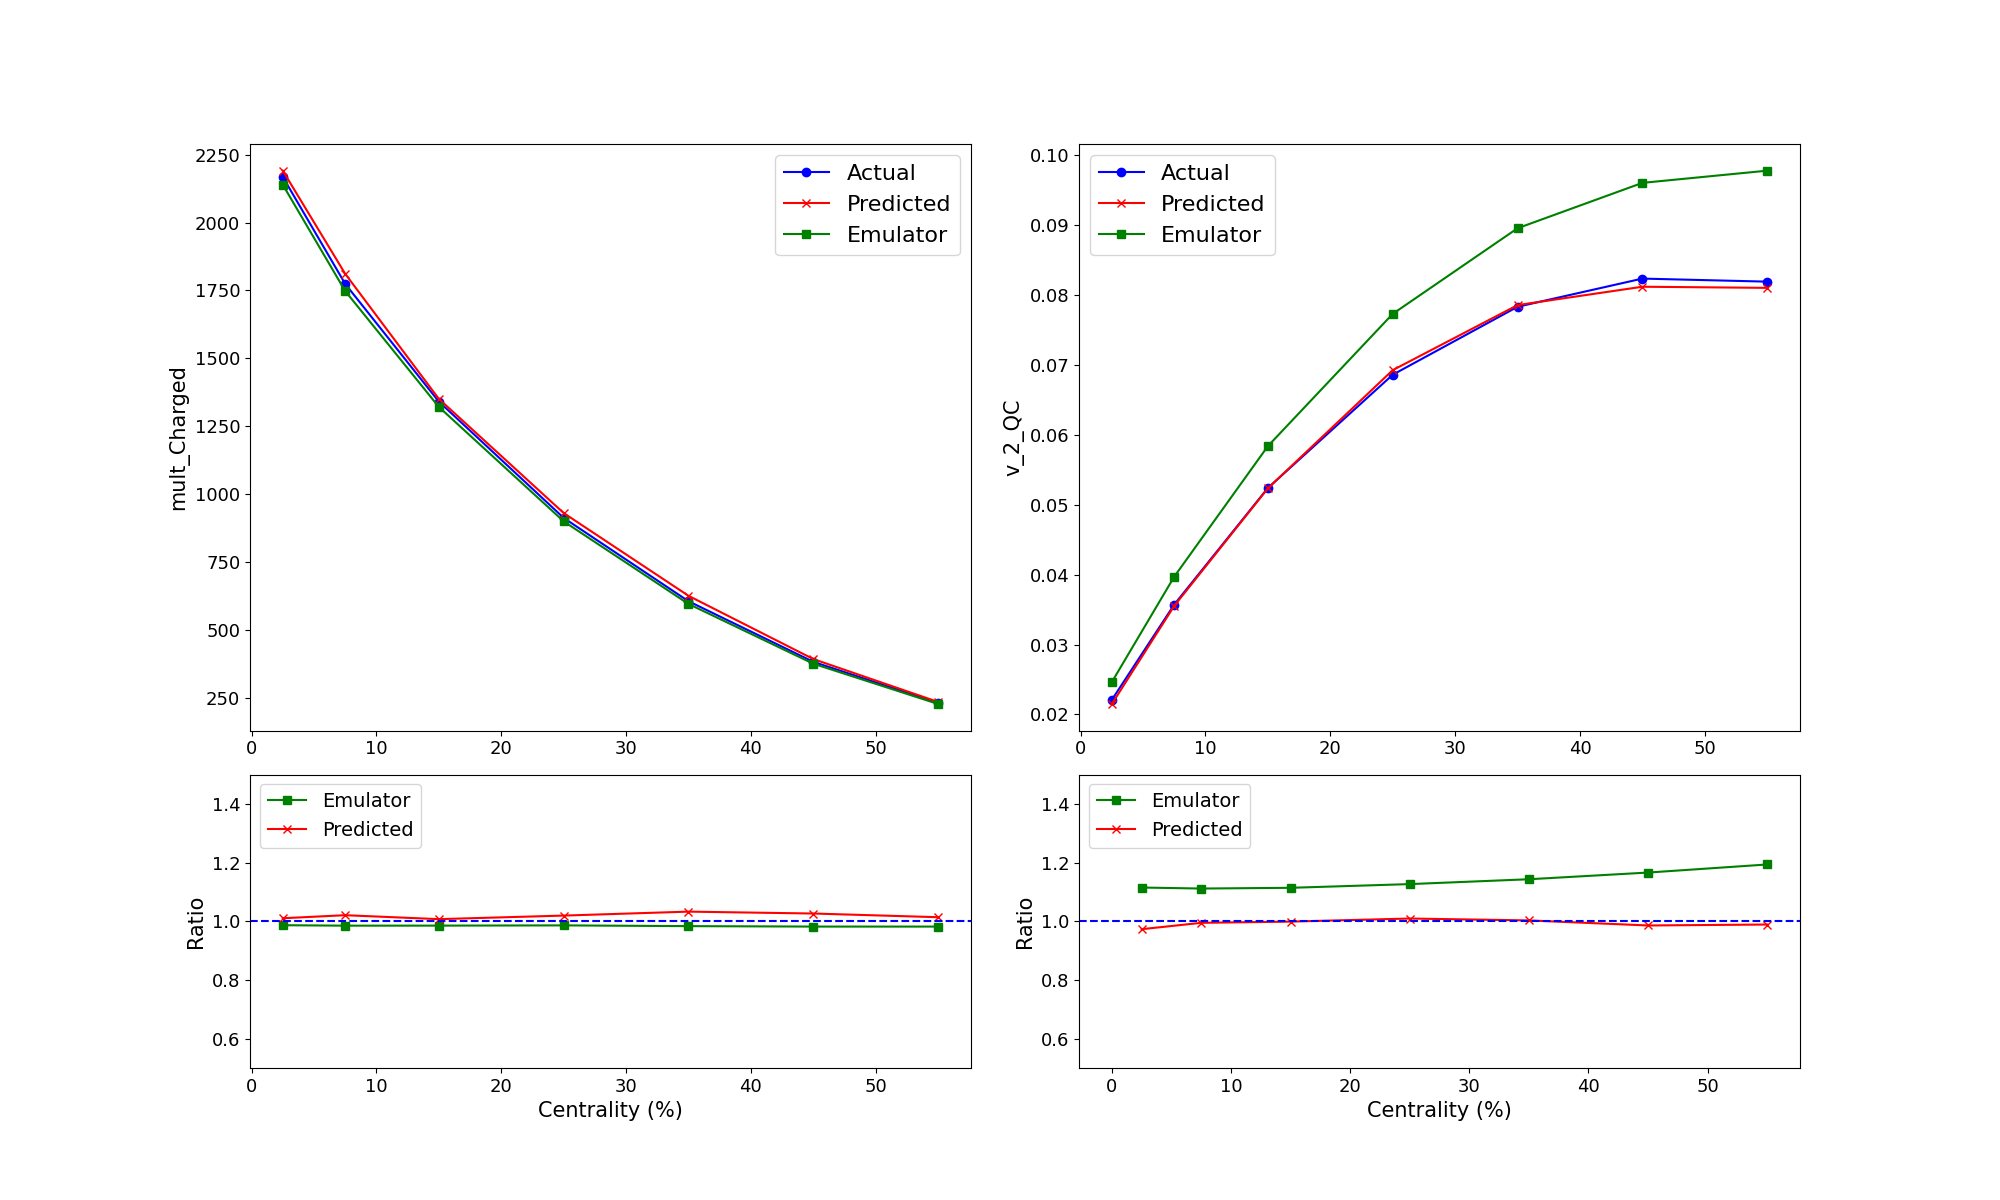 2250
2000
1750
1500
1250
1000
750
500
250
mult_Charged
Actual
Predicted
Emulator
0 10 20 30 40 50
0.10
0.09
0.08
0.07
0.06
0.05
0.04
0.03
0.02
v_2_QC
Actual
Predicted
Emulator
0 10 20 30 40 50
1.4
1.2
1.0
0.8
0.6
Ratio
Emulator
Predicted
0 10 20 30 40 50
Centrality (%)
1.4
1.2
1.0
0.8
0.6
Ratio
Emulator
Predicted
0 10 20 30 40 50
Centrality (%)